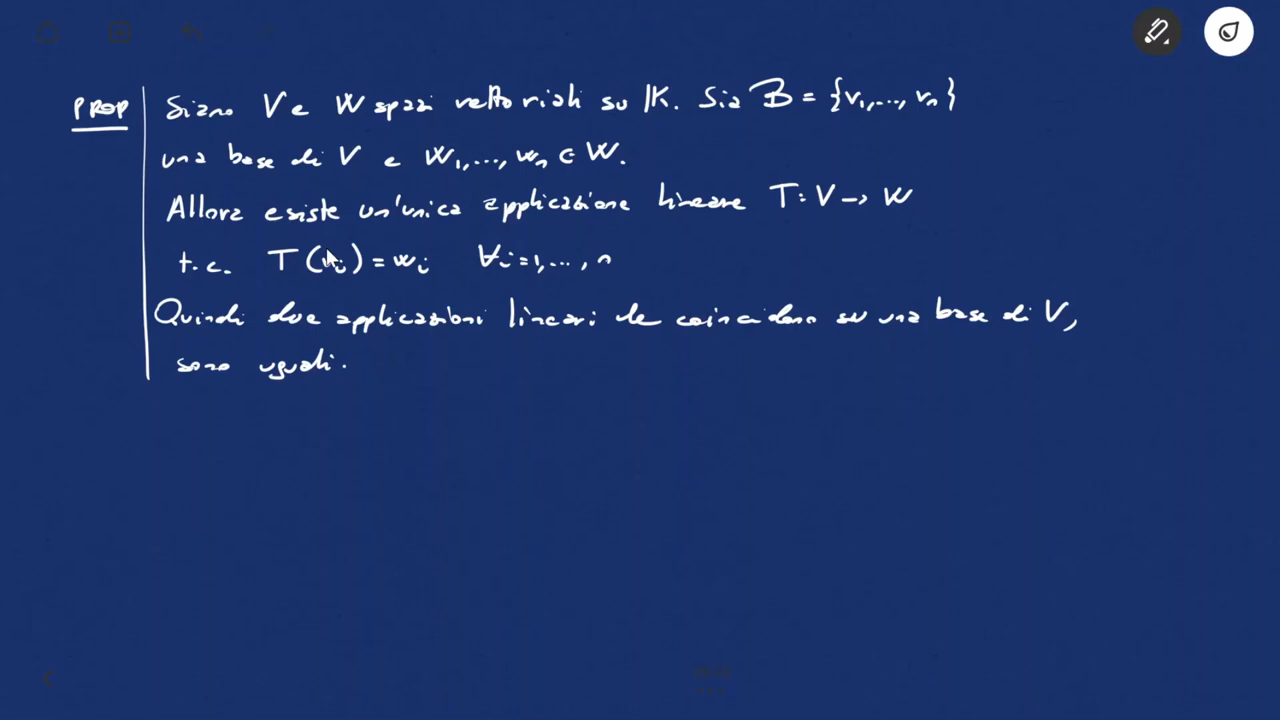 PROP Siano V e W spazi vettoriali su K. Sia B = {v₁,..., vₙ}
una base di V e w₁,..., wₙ ∈ W.
Allora esiste un'unica applicazione lineare T: V → W
t.c. T(vᵢ) = wᵢ ∀i=1,..., n
Quindi due applicazioni lineari che coincidono su una base di V,
sono uguali.